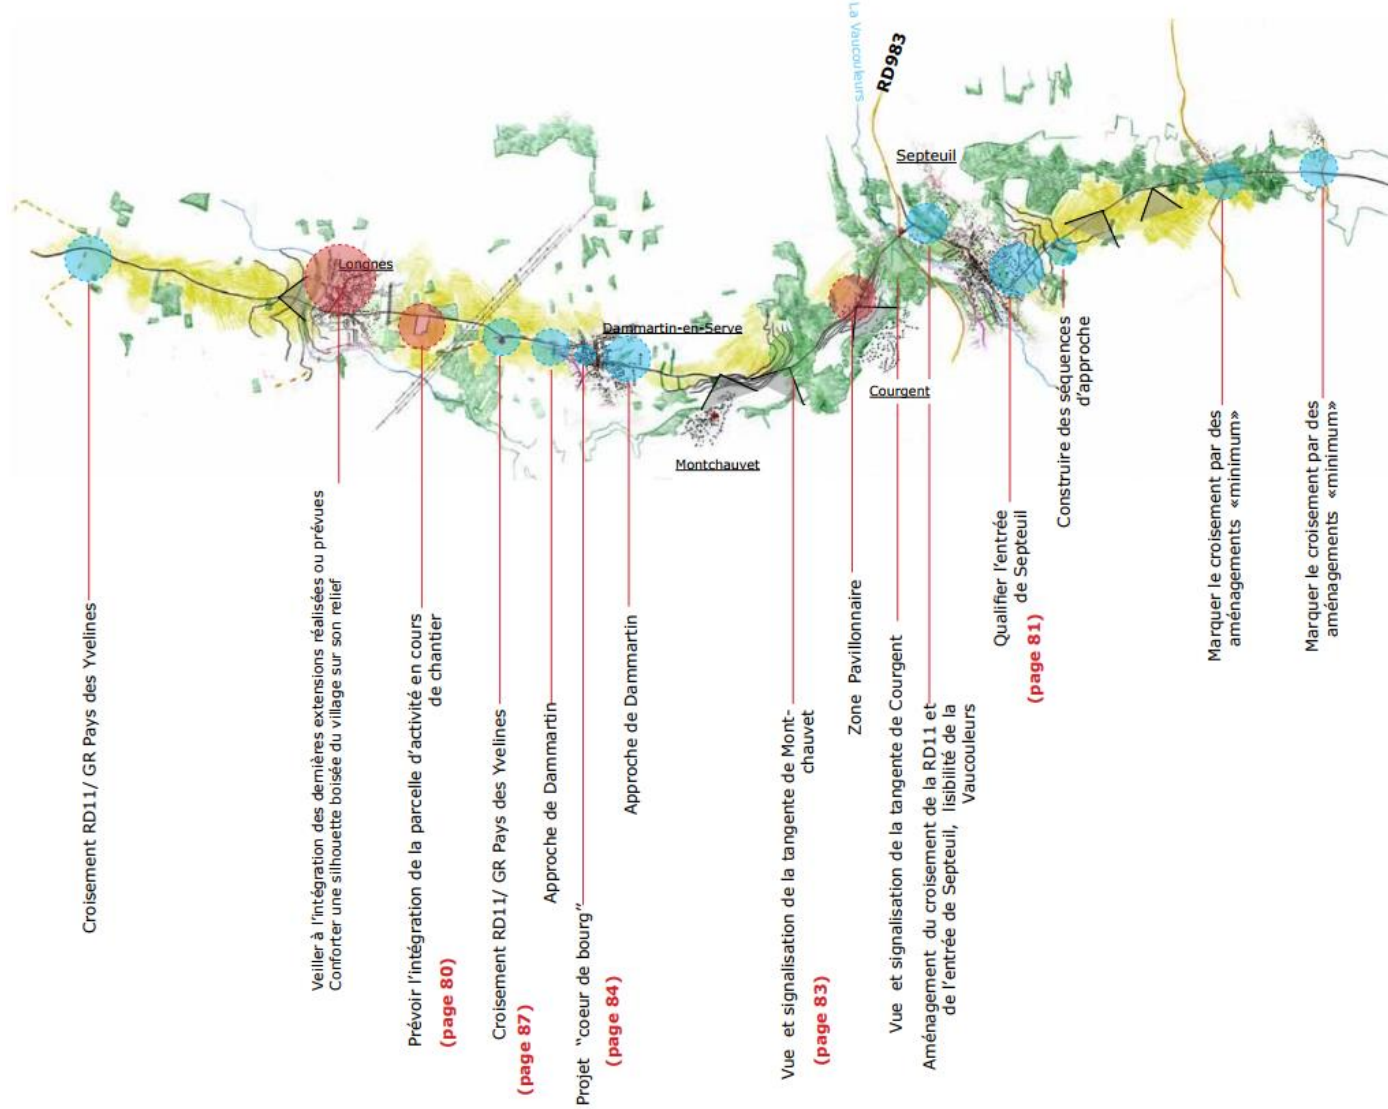 La Vaucouleurs
RD983
Septeuil
Longnes
Dammartin-en-Serve
Courgent
Montchauvet
Croisement RD11/ GR Pays des Yvelines
Veiller à l'intégration des dernières extensions réalisées ou prévues
Conforter une silhouette boisée du village sur son relief
Prévoir l'intégration de la parcelle d'activité en cours
de chantier
(page 80)
Croisement RD11/ GR Pays des Yvelines
(page 87)
Approche de Dammartin
Projet "coeur de bourg"
(page 84)
Approche de Dammartin
Vue et signalisation de la tangente de Mont-
chauvet
(page 83)
Zone Pavillonnaire
Vue et signalisation de la tangente de Courgent
Aménagement du croisement de la RD11 et
de l'entrée de Septeuil, lisibilité de la
Vaucouleurs
Qualifier l'entrée
de Septeuil
(page 81)
Construire des séquences
d'approche
Marquer le croisement par des
aménagements «minimum»
Marquer le croisement par des
aménagements «minimum»